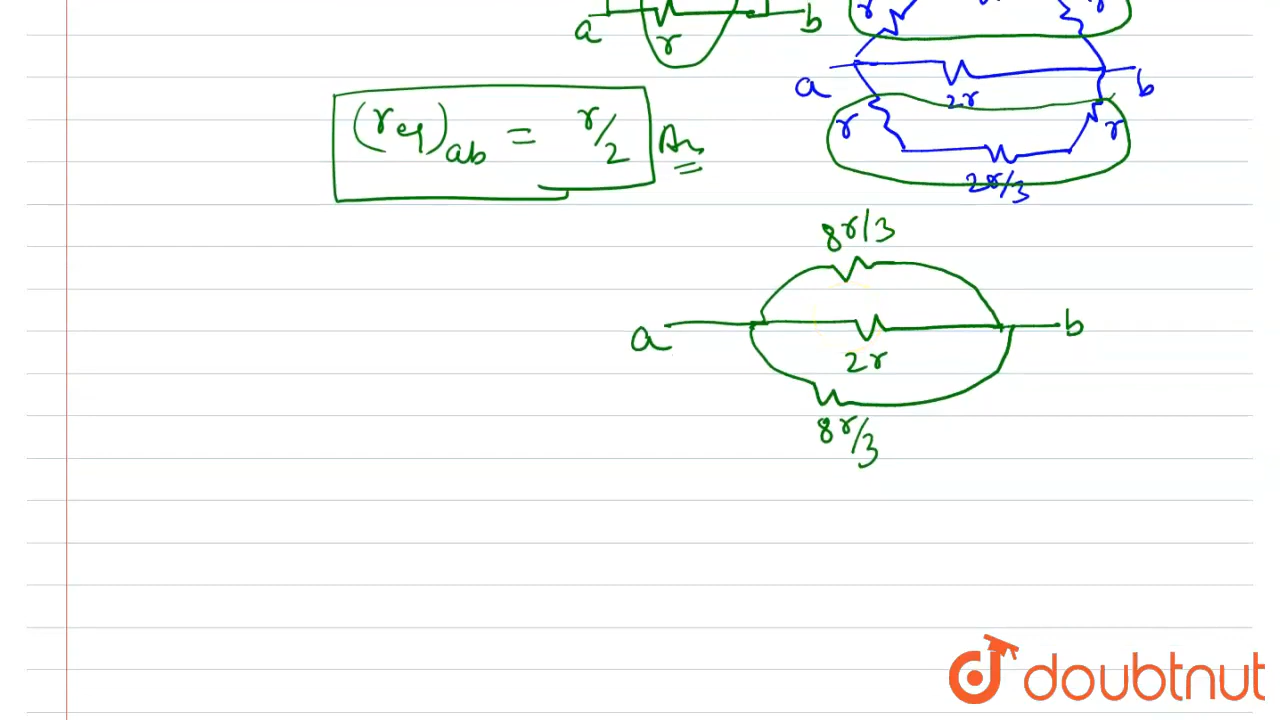 a r b
r r
a 2r b
(req)ab = r/2 Ans
r r
2r/3
8r/3
a b
2r
8r/3
doubtnut